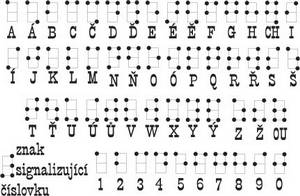 A Á B C Č D Ď E É Ě F G H CH I
Í J K L M N Ň O Ó P Q R Ř S Š
T Ť U Ú Ů V W X Y Ý Z Ž OU
znak
signalizující
číslovku
1 2 3 4 5 6 7 8 9 0